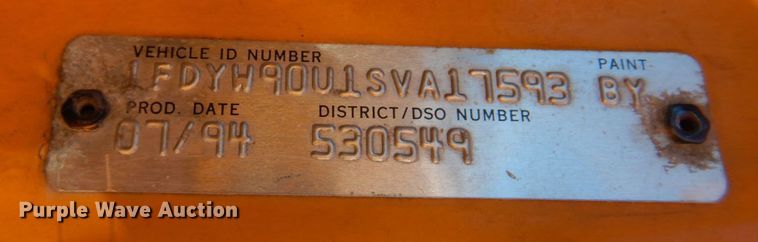 VEHICLE ID NUMBER PAINT
1FDYW90U1SVA17593 BY
PROD. DATE DISTRICT/DSO NUMBER
07/94 530549
Purple Wave Auction